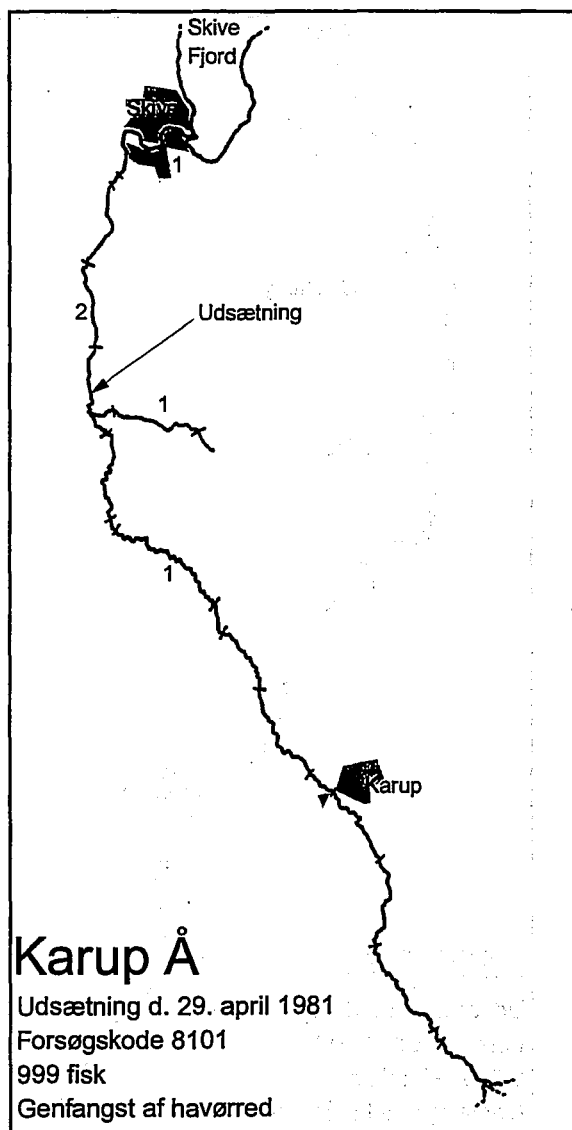 Skive
Fjord
Skive
1
2
Udsætning
1
1
Karup
Karup Å
Udsætning d. 29. april 1981
Forsøgskode 8101
999 fisk
Genfangst af havørred